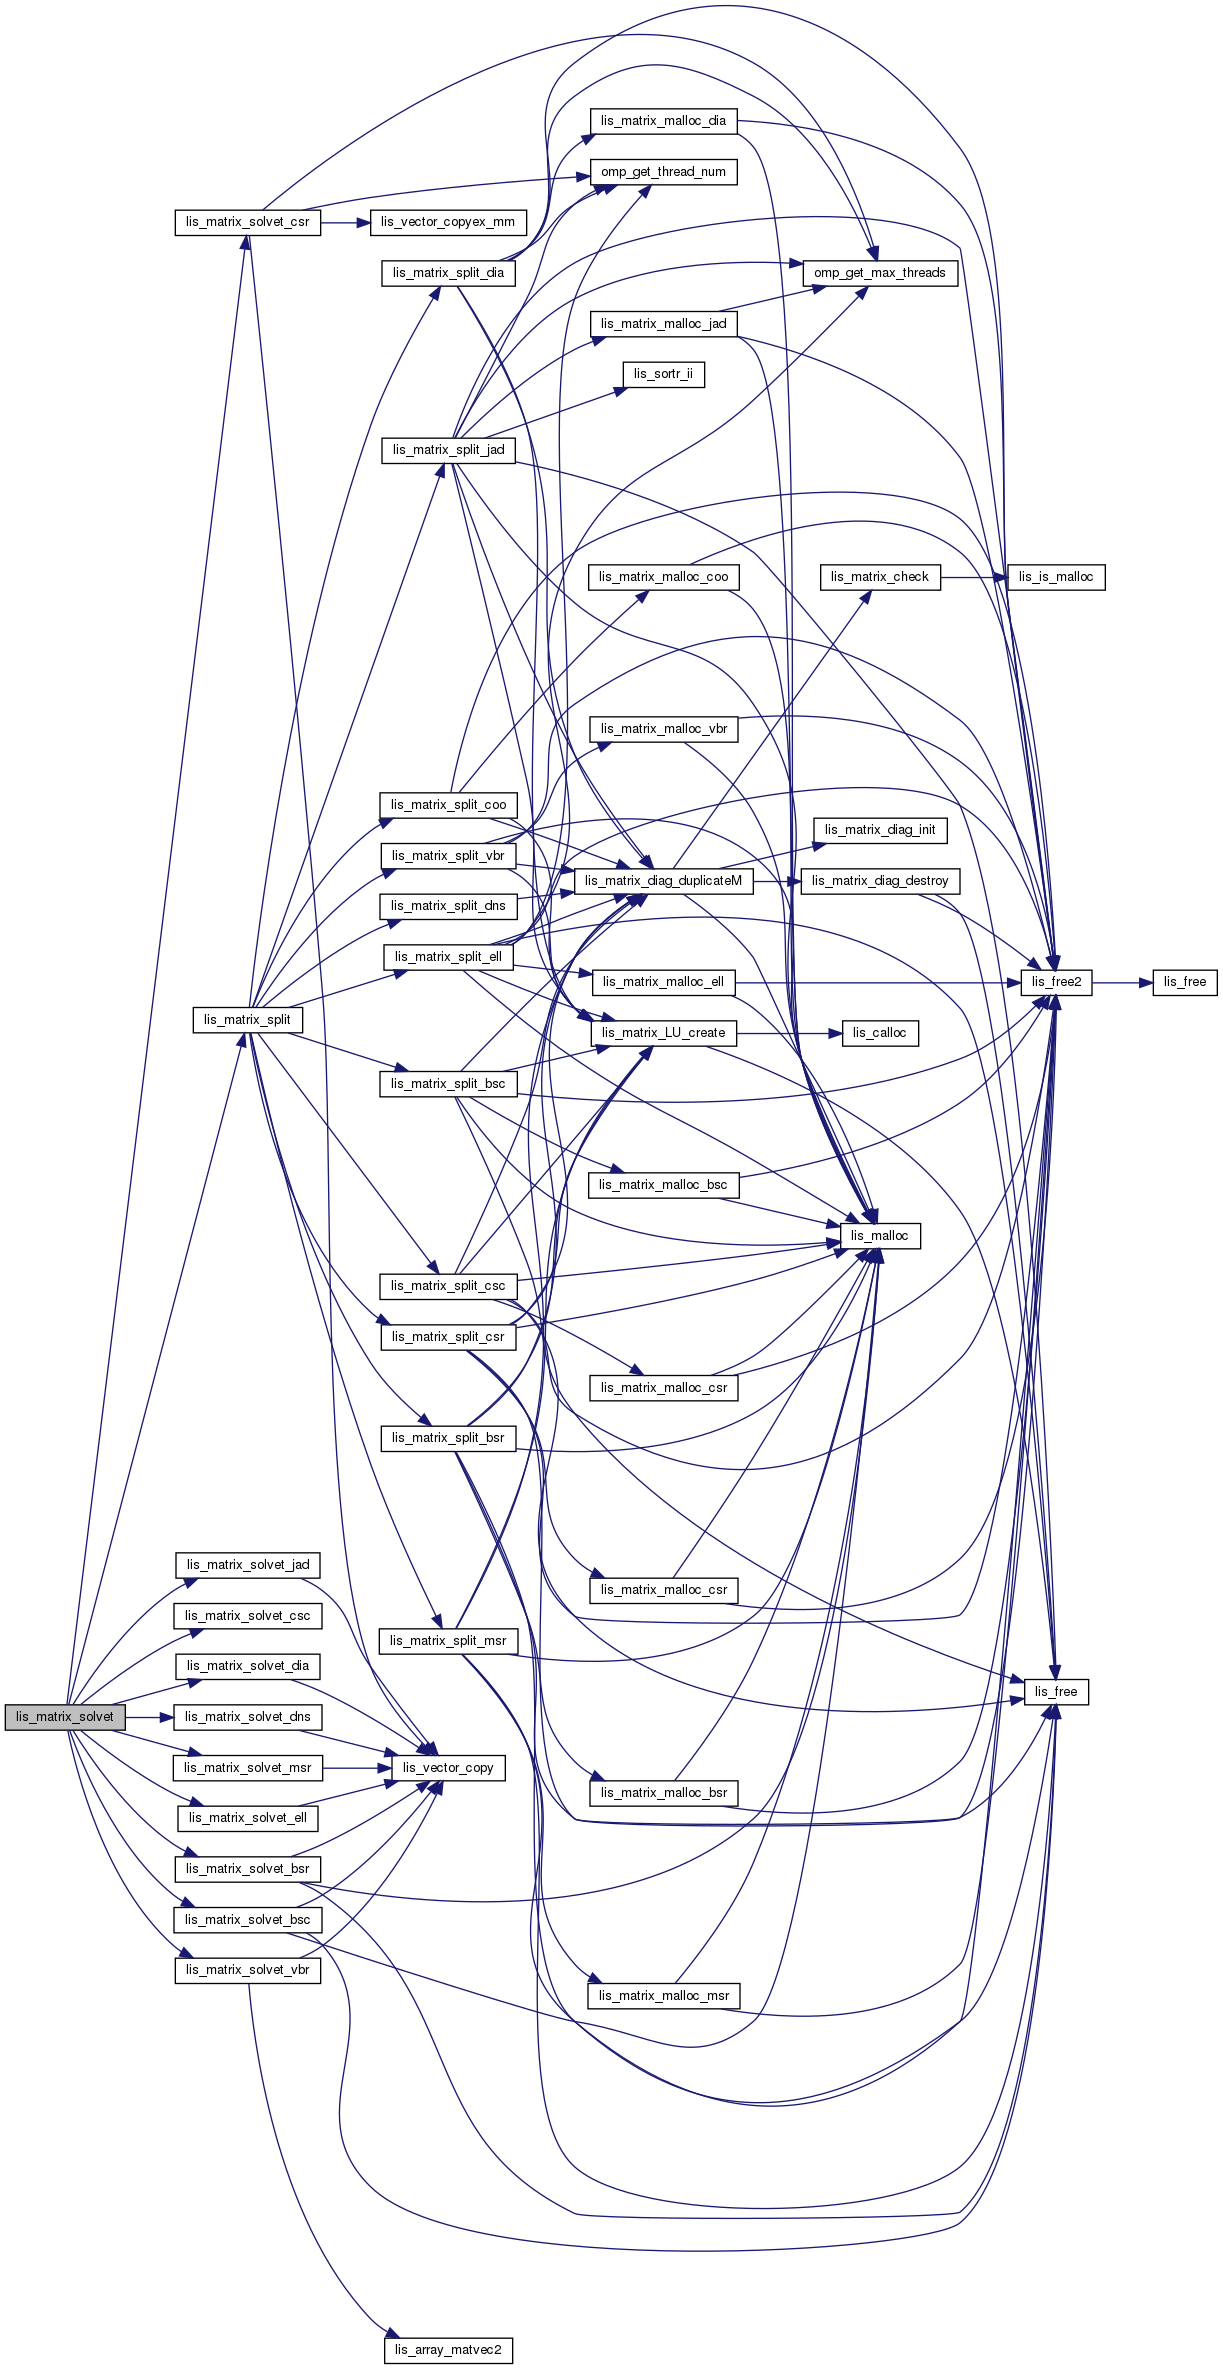 lis_matrix_malloc_dia
omp_get_thread_num
lis_matrix_solvet_csr
lis_vector_copyex_mm
lis_matrix_split_dia
omp_get_max_threads
lis_matrix_malloc_jad
lis_sortr_ii
lis_matrix_split_jad
lis_matrix_malloc_coo
lis_matrix_check
lis_is_malloc
lis_matrix_malloc_vbr
lis_matrix_split_coo
lis_matrix_diag_init
lis_matrix_split_vbr
lis_matrix_diag_duplicateM
lis_matrix_diag_destroy
lis_matrix_split_dns
lis_matrix_split_ell
lis_matrix_malloc_ell
lis_free2
lis_free
lis_matrix_split
lis_matrix_LU_create
lis_calloc
lis_matrix_split_bsc
lis_matrix_malloc_bsc
lis_malloc
lis_matrix_split_csc
lis_matrix_split_csr
lis_matrix_malloc_csr
lis_matrix_split_bsr
lis_matrix_solvet_jad
lis_matrix_malloc_csr
lis_matrix_solvet_csc
lis_matrix_split_msr
lis_matrix_solvet_dia
lis_free
lis_matrix_solvet
lis_matrix_solvet_dns
lis_matrix_solvet_msr
lis_vector_copy
lis_matrix_malloc_bsr
lis_matrix_solvet_ell
lis_matrix_solvet_bsr
lis_matrix_solvet_bsc
lis_matrix_solvet_vbr
lis_matrix_malloc_msr
lis_array_matvec2